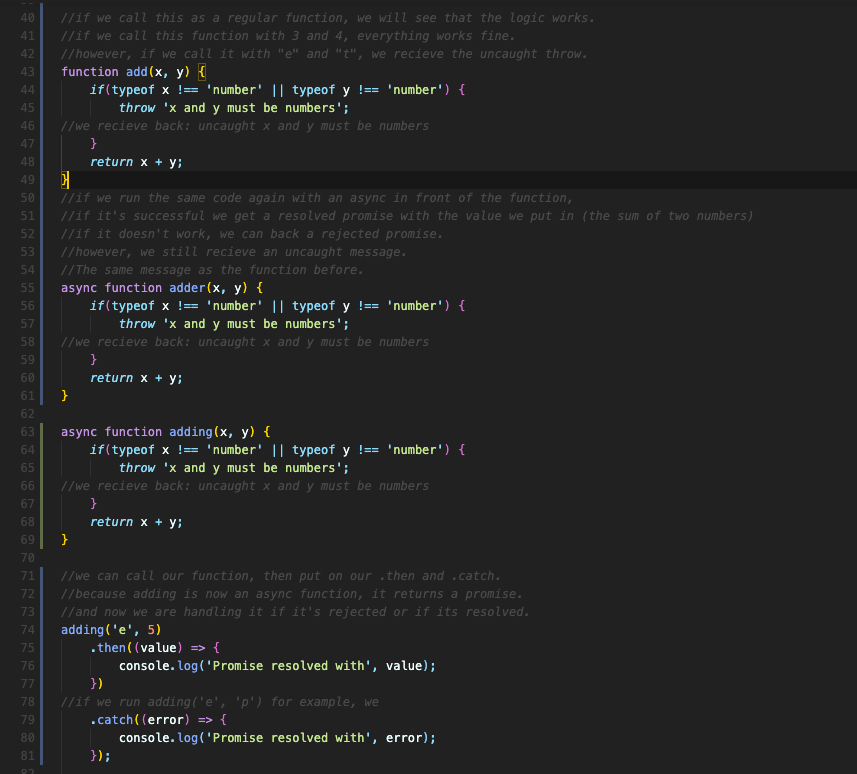 40 //if we call this as a regular function, we will see that the logic works.
41 //if we call this function with 3 and 4, everything works fine.
42 //however, if we call it with "e" and "t", we recieve the uncaught throw.
43 function add(x, y) {
44 if(typeof x !== 'number' || typeof y !== 'number') {
45 throw 'x and y must be numbers';
46 //we recieve back: uncaught x and y must be numbers
47 }
48 return x + y;
49 }
50 //if we run the same code again with an async in front of the function,
51 //if it's successful we get a resolved promise with the value we put in (the sum of two numbers)
52 //if it doesn't work, we can back a rejected promise.
53 //however, we still recieve an uncaught message.
54 //The same message as the function before.
55 async function adder(x, y) {
56 if(typeof x !== 'number' || typeof y !== 'number') {
57 throw 'x and y must be numbers';
58 //we recieve back: uncaught x and y must be numbers
59 }
60 return x + y;
61 }
62
63 async function adding(x, y) {
64 if(typeof x !== 'number' || typeof y !== 'number') {
65 throw 'x and y must be numbers';
66 //we recieve back: uncaught x and y must be numbers
67 }
68 return x + y;
69 }
70
71 //we can call our function, then put on our .then and .catch.
72 //because adding is now an async function, it returns a promise.
73 //and now we are handling it if it's rejected or if its resolved.
74 adding('e', 5)
75 .then((value) => {
76 console.log('Promise resolved with', value);
77 })
78 //if we run adding('e', 'p') for example, we
79 .catch((error) => {
80 console.log('Promise resolved with', error);
81 });